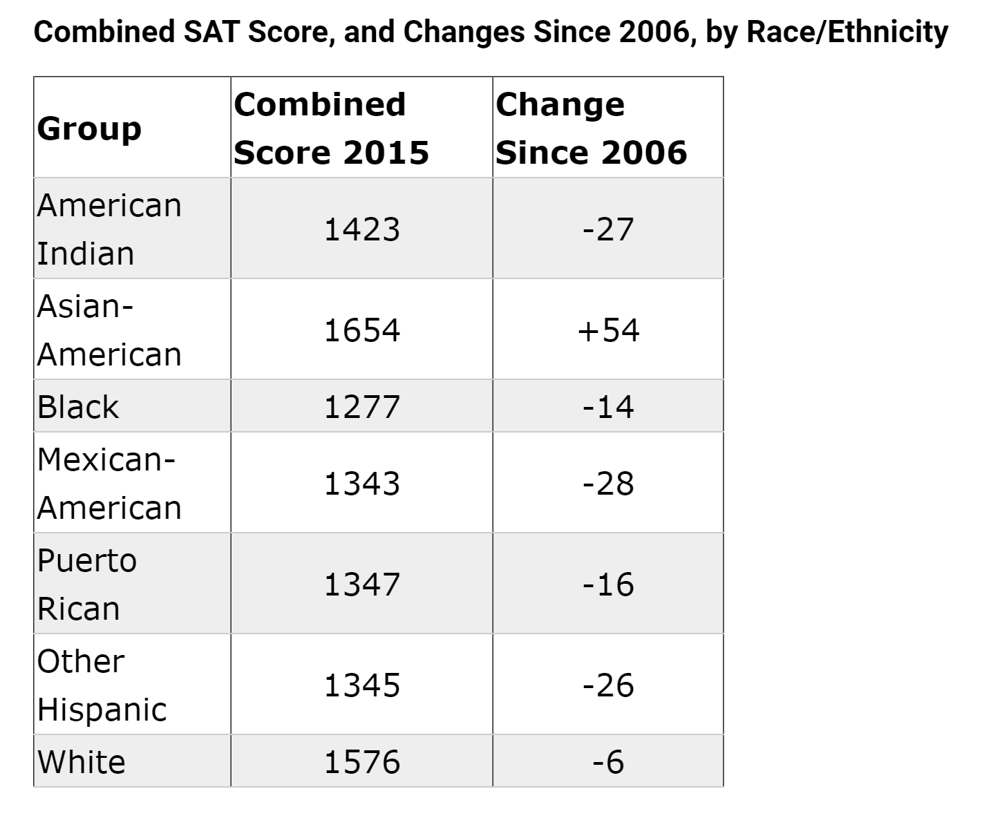 Combined SAT Score, and Changes Since 2006, by Race/Ethnicity
Group
Combined
Score 2015
Change
Since 2006
American
Indian
1423
-27
Asian-
American
1654
+54
Black
1277
-14
Mexican-
American
1343
-28
Puerto
Rican
1347
-16
Other
Hispanic
1345
-26
White
1576
-6